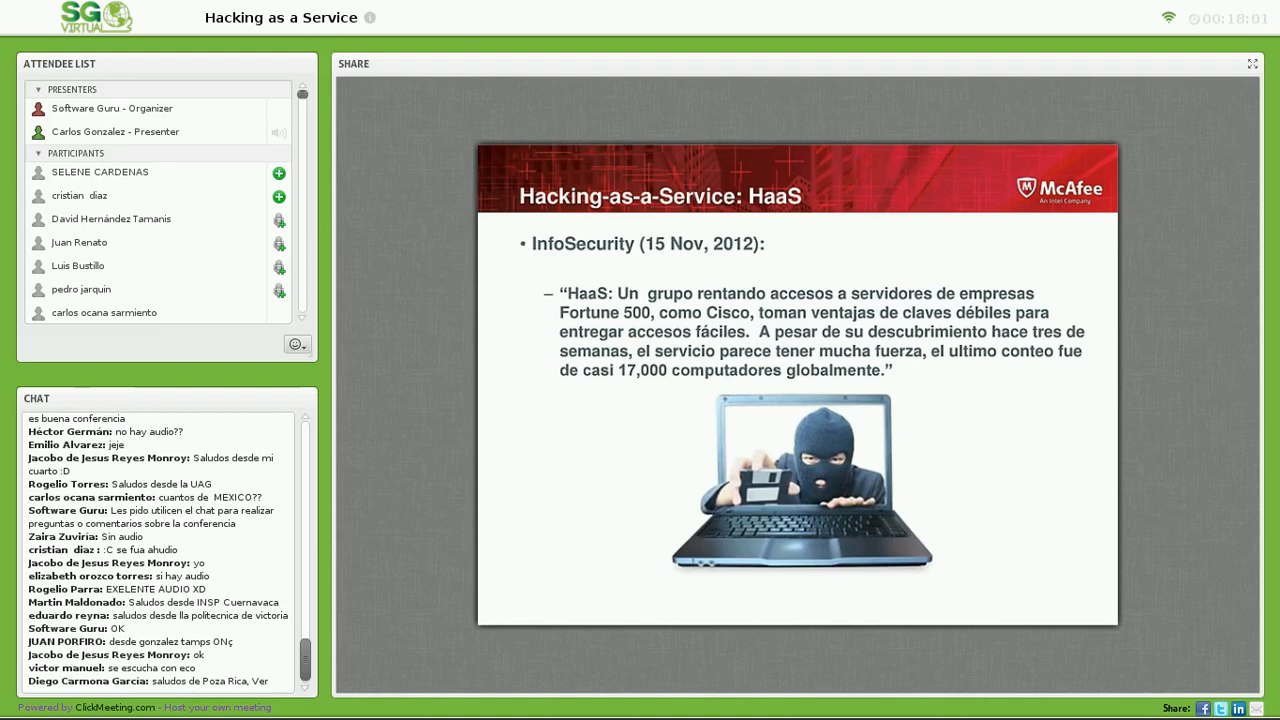 SG
VIRTUAL
Hacking as a Service
00:18:01
ATTENDEE LIST
PRESENTERS
Software Guru - Organizer
Carlos Gonzalez - Presenter
PARTICIPANTS
SELENE CARDENAS
cristian diaz
David Hernández Tamanis
Juan Renato
Luis Bustillo
pedro jarquin
carlos ocana sarmiento
CHAT
es buena conferencia
Héctor Germán: no hay audio??
Emilio Alvarez: jeje
Jacobo de Jesus Reyes Monroy: Saludos desde mi
cuarto :D
Rogelio Torres: Saludos desde la UAG
carlos ocana sarmiento: cuantos de MEXICO??
Software Guru: Les pido utilicen el chat para realizar
preguntas o comentarios sobre la conferencia
Zaira Zuviría: Sin audio
cristian diaz : :C se fua ahudio
Jacobo de Jesus Reyes Monroy: yo
elizabeth orozco torres: si hay audio
Rogelio Parra: EXELENTE AUDIO XD
Martin Maldonado: Saludos desde INSP Cuernavaca
eduardo reyna: saludos desde lla politecnica de victoria
Software Guru: OK
JUAN PORFIRO: desde gonzalez tamps ONç
Jacobo de Jesus Reyes Monroy: ok
victor manuel: se escucha con eco
Diego Carmona García: saludos de Poza Rica, Ver
SHARE
Hacking-as-a-Service: HaaS
McAfee
An Intel Company
• InfoSecurity (15 Nov, 2012):
– “HaaS: Un grupo rentando accesos a servidores de empresas
Fortune 500, como Cisco, toman ventajas de claves débiles para
entregar accesos fáciles. A pesar de su descubrimiento hace tres de
semanas, el servicio parece tener mucha fuerza, el ultimo conteo fue
de casi 17,000 computadores globalmente.”
Powered by ClickMeeting.com - Host your own meeting
Share: